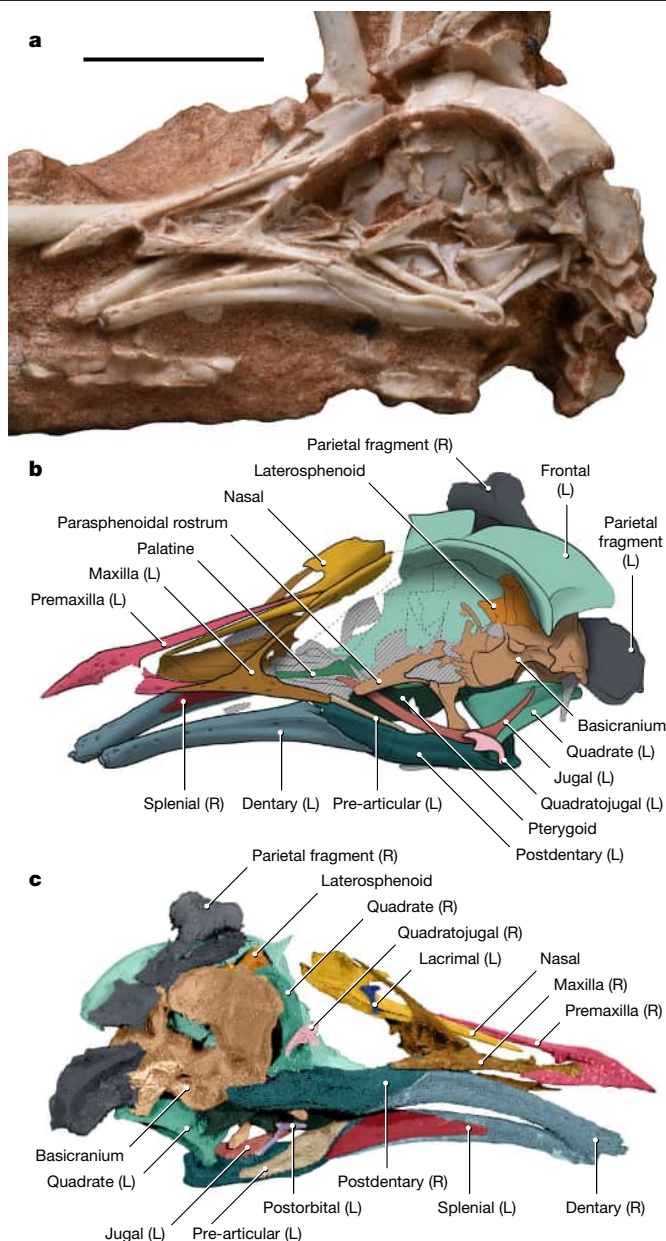 a
b
Parietal fragment (R)
Laterosphenoid
Frontal
(L)
Nasal
Parasphenoidal rostrum
Parietal
fragment
(L)
Palatine
Maxilla (L)
Premaxilla (L)
Basicranium
Quadrate (L)
Jugal (L)
Splenial (R)
Dentary (L)
Pre-articular (L)
Quadratojugal (L)
Pterygoid
Postdentary (L)
c
Parietal fragment (R)
Laterosphenoid
Quadrate (R)
Quadratojugal (R)
Lacrimal (L)
Nasal
Maxilla (R)
Premaxilla (R)
Basicranium
Quadrate (L)
Postdentary (R)
Postorbital (L)
Splenial (L)
Dentary (R)
Jugal (L)
Pre-articular (L)